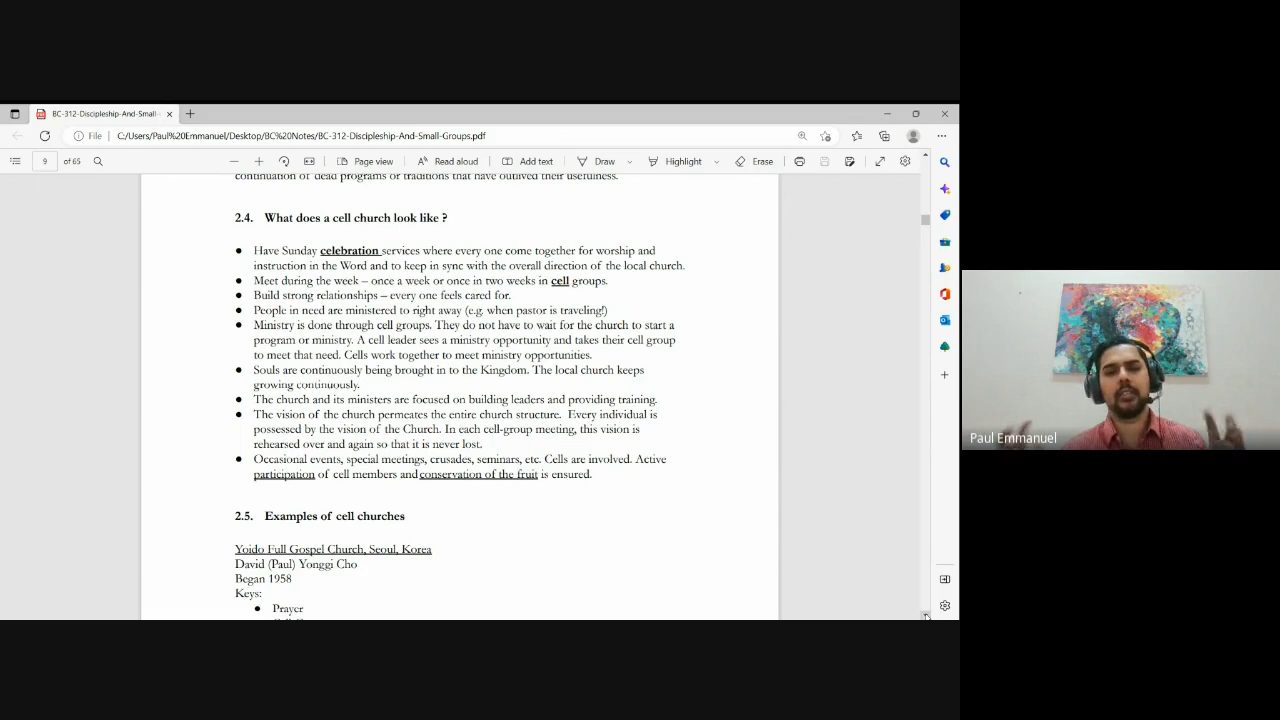 BC-312-Discipleship-And-Small-
File
C:/Users/Paul%20Emmanuel/Desktop/BC%20Notes/BC-312-Discipleship-And-Small-Groups.pdf
9 of 65
Page view
Read aloud
Add text
Draw
Highlight
Erase
continuation of dead programs or traditions that have outlived their usefulness.
2.4. What does a cell church look like ?
● Have Sunday celebration services where every one come together for worship and
instruction in the Word and to keep in sync with the overall direction of the local church.
● Meet during the week – once a week or once in two weeks in cell groups.
● Build strong relationships – every one feels cared for.
● People in need are ministered to right away (e.g. when pastor is traveling!)
● Ministry is done through cell groups. They do not have to wait for the church to start a
program or ministry. A cell leader sees a ministry opportunity and takes their cell group
to meet that need. Cells work together to meet ministry opportunities.
● Souls are continuously being brought in to the Kingdom. The local church keeps
growing continuously.
● The church and its ministers are focused on building leaders and providing training.
● The vision of the church permeates the entire church structure. Every individual is
possessed by the vision of the Church. In each cell-group meeting, this vision is
rehearsed over and again so that it is never lost.
● Occasional events, special meetings, crusades, seminars, etc. Cells are involved. Active
participation of cell members and conservation of the fruit is ensured.
2.5. Examples of cell churches
Yoido Full Gospel Church, Seoul, Korea
David (Paul) Yonggi Cho
Began 1958
Keys:
● Prayer
Paul Emmanuel